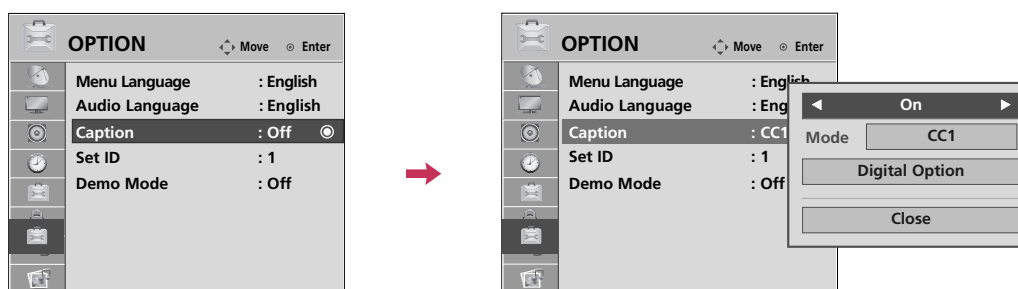 OPTION Move Enter
Menu Language : English
Audio Language : English
Caption : Off
Set ID : 1
Demo Mode : Off
OPTION Move Enter
Menu Language : English
Audio Language : Eng
Caption : CC1
Set ID : 1
Demo Mode : Off
On
Mode CC1
Digital Option
Close